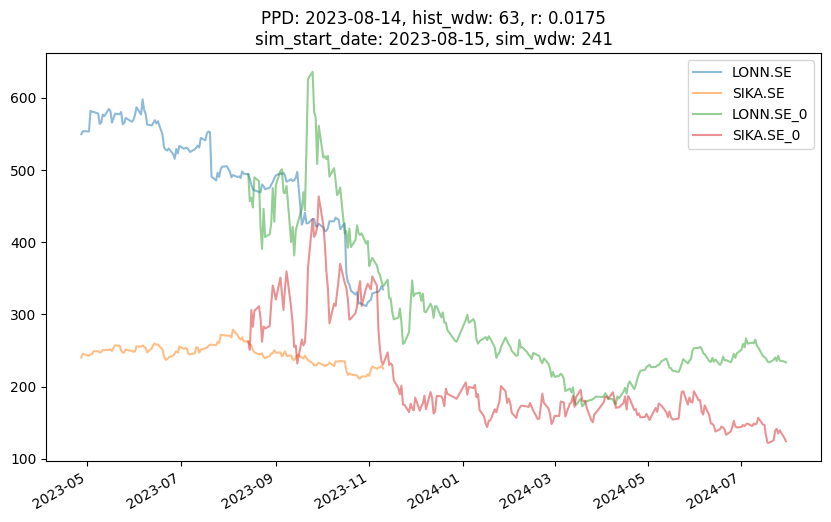 PPD: 2023-08-14, hist_wdw: 63, r: 0.0175
sim_start_date: 2023-08-15, sim_wdw: 241
LONN.SE
SIKA.SE
LONN.SE_0
SIKA.SE_0
600
500
400
300
200
100
2023-05
2023-07
2023-09
2023-11
2024-01
2024-03
2024-05
2024-07